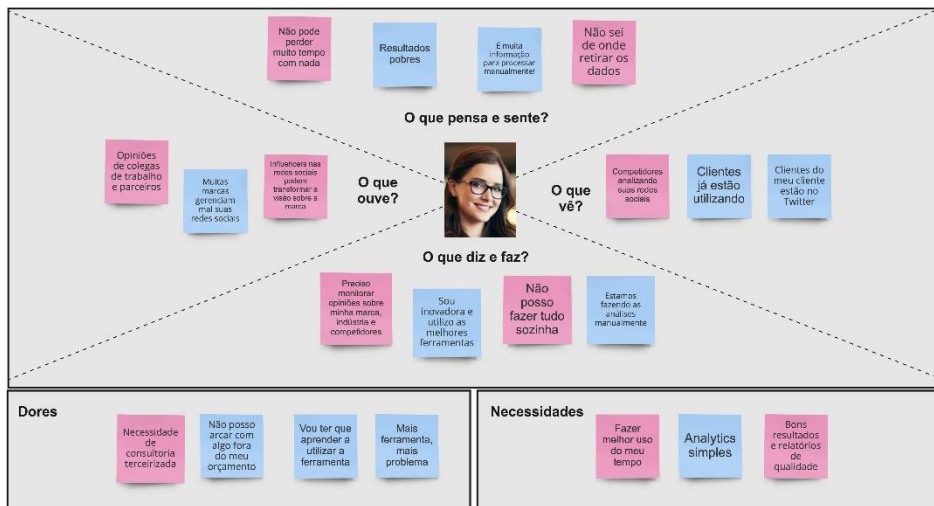 Não pode
perder
muito tempo
com nada
Resultados
pobres
É muita
informação
para processar
manualmente!
Não sei
de onde
retirar os
dados
O que pensa e sente?
Opiniões
de colegas
de trabalho
e parceiros
Muitas
marcas
gerenciam
mal suas
redes sociais
Influencers nas
redes sociais
podem
transformar a
visão sobre a
marca
O que
ouve?
O que
vê?
Competidores
analizando
suas redes
sociais
Clientes
já estão
utilizando
Clientes do
meu cliente
estão no
Twitter
O que diz e faz?
Preciso
monitorar
opiniões sobre
minha marca,
indústria e
competidores
Sou
inovadora e
utilizo as
melhores
ferramentas
Não
posso
fazer tudo
sozinha
Estamos
fazendo as
análises
manualmente
Dores
Necessidade
de
consultoria
terceirizada
Não posso
arcar com
algo fora
do meu
orçamento
Vou ter que
aprender a
utilizar a
ferramenta
Mais
ferramenta,
mais
problema
Necessidades
Fazer
melhor uso
do meu
tempo
Analytics
simples
Bons
resultados
e relatórios
de
qualidade